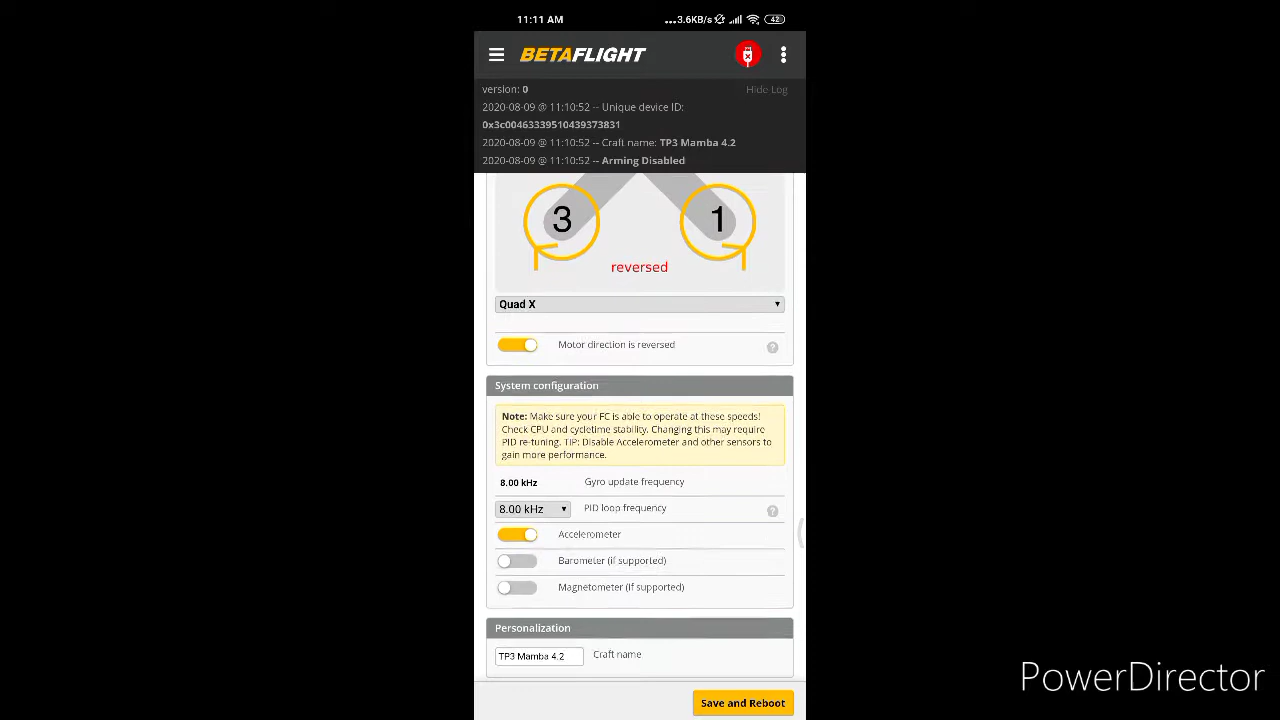 11:11 AM
...3.6KB/s
42
BETAFLIGHT
version: 0
Hide Log
2020-08-09 @ 11:10:52 -- Unique device ID:
0x3c00463339510439373831
2020-08-09 @ 11:10:52 -- Craft name: TP3 Mamba 4.2
2020-08-09 @ 11:10:52 -- Arming Disabled
3
1
reversed
Quad X
Motor direction is reversed
?
System configuration
Note: Make sure your FC is able to operate at these speeds!
Check CPU and cycletime stability. Changing this may require
PID re-tuning. TIP: Disable Accelerometer and other sensors to
gain more performance.
8.00 kHz Gyro update frequency
8.00 kHz PID loop frequency
?
Accelerometer
Barometer (if supported)
Magnetometer (if supported)
Personalization
TP3 Mamba 4.2 Craft name
Save and Reboot
PowerDirector